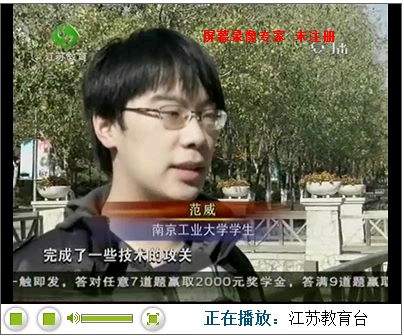 屏幕录像专家 未注册
江苏教育
范威
南京工业大学学生
完成了一些技术的攻关
一触即发，答对任意7道题赢取2000元奖学金，答满9道题赢取
正在播放：江苏教育台